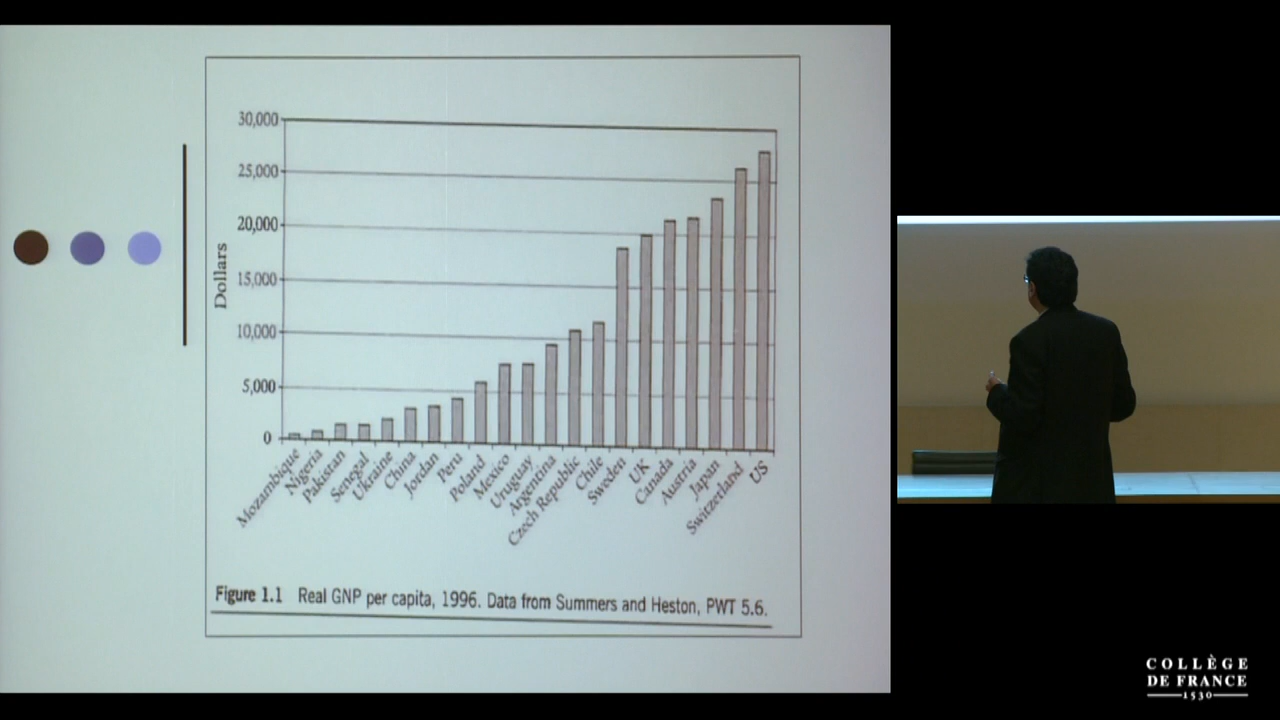 30,000
25,000
20,000
15,000
10,000
5,000
0
Dollars
Mozambique
Nigeria
Pakistan
Senegal
Ukraine
China
Jordan
Peru
Poland
Mexico
Uruguay
Argentina
Czech Republic
Chile
Sweden
UK
Canada
Austria
Japan
Switzerland
US
Figure 1.1 Real GNP per capita, 1996. Data from Summers and Heston, PWT 5.6.
COLLÈGE
DE FRANCE
1530